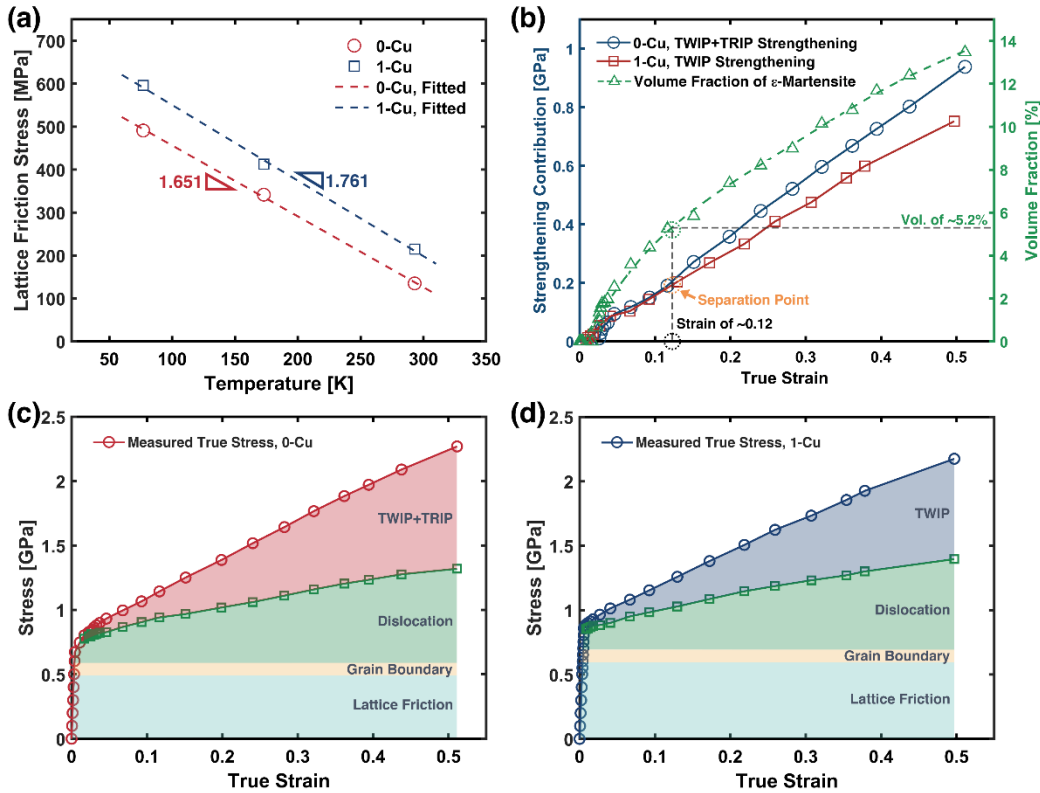 (a)
700
600
500
400
300
200
100
0
Lattice Friction Stress [MPa]
0-Cu
1-Cu
0-Cu, Fitted
1-Cu, Fitted
1.651
1.761
50 100 150 200 250 300 350
Temperature [K]
(b)
1
0.8
0.6
0.4
0.2
0
Strengthening Contribution [GPa]
0-Cu, TWIP+TRIP Strengthening
1-Cu, TWIP Strengthening
Volume Fraction of ε-Martensite
Vol. of ~5.2%
Separation Point
Strain of ~0.12
14
12
10
8
6
4
2
0
Volume Fraction [%]
0 0.1 0.2 0.3 0.4 0.5
True Strain
(c)
2.5
2
1.5
1
0.5
0
Stress [GPa]
Measured True Stress, 0-Cu
TWIP+TRIP
Dislocation
Grain Boundary
Lattice Friction
0 0.1 0.2 0.3 0.4 0.5
True Strain
(d)
2.5
2
1.5
1
0.5
0
Stress [GPa]
Measured True Stress, 1-Cu
TWIP
Dislocation
Grain Boundary
Lattice Friction
0 0.1 0.2 0.3 0.4 0.5
True Strain